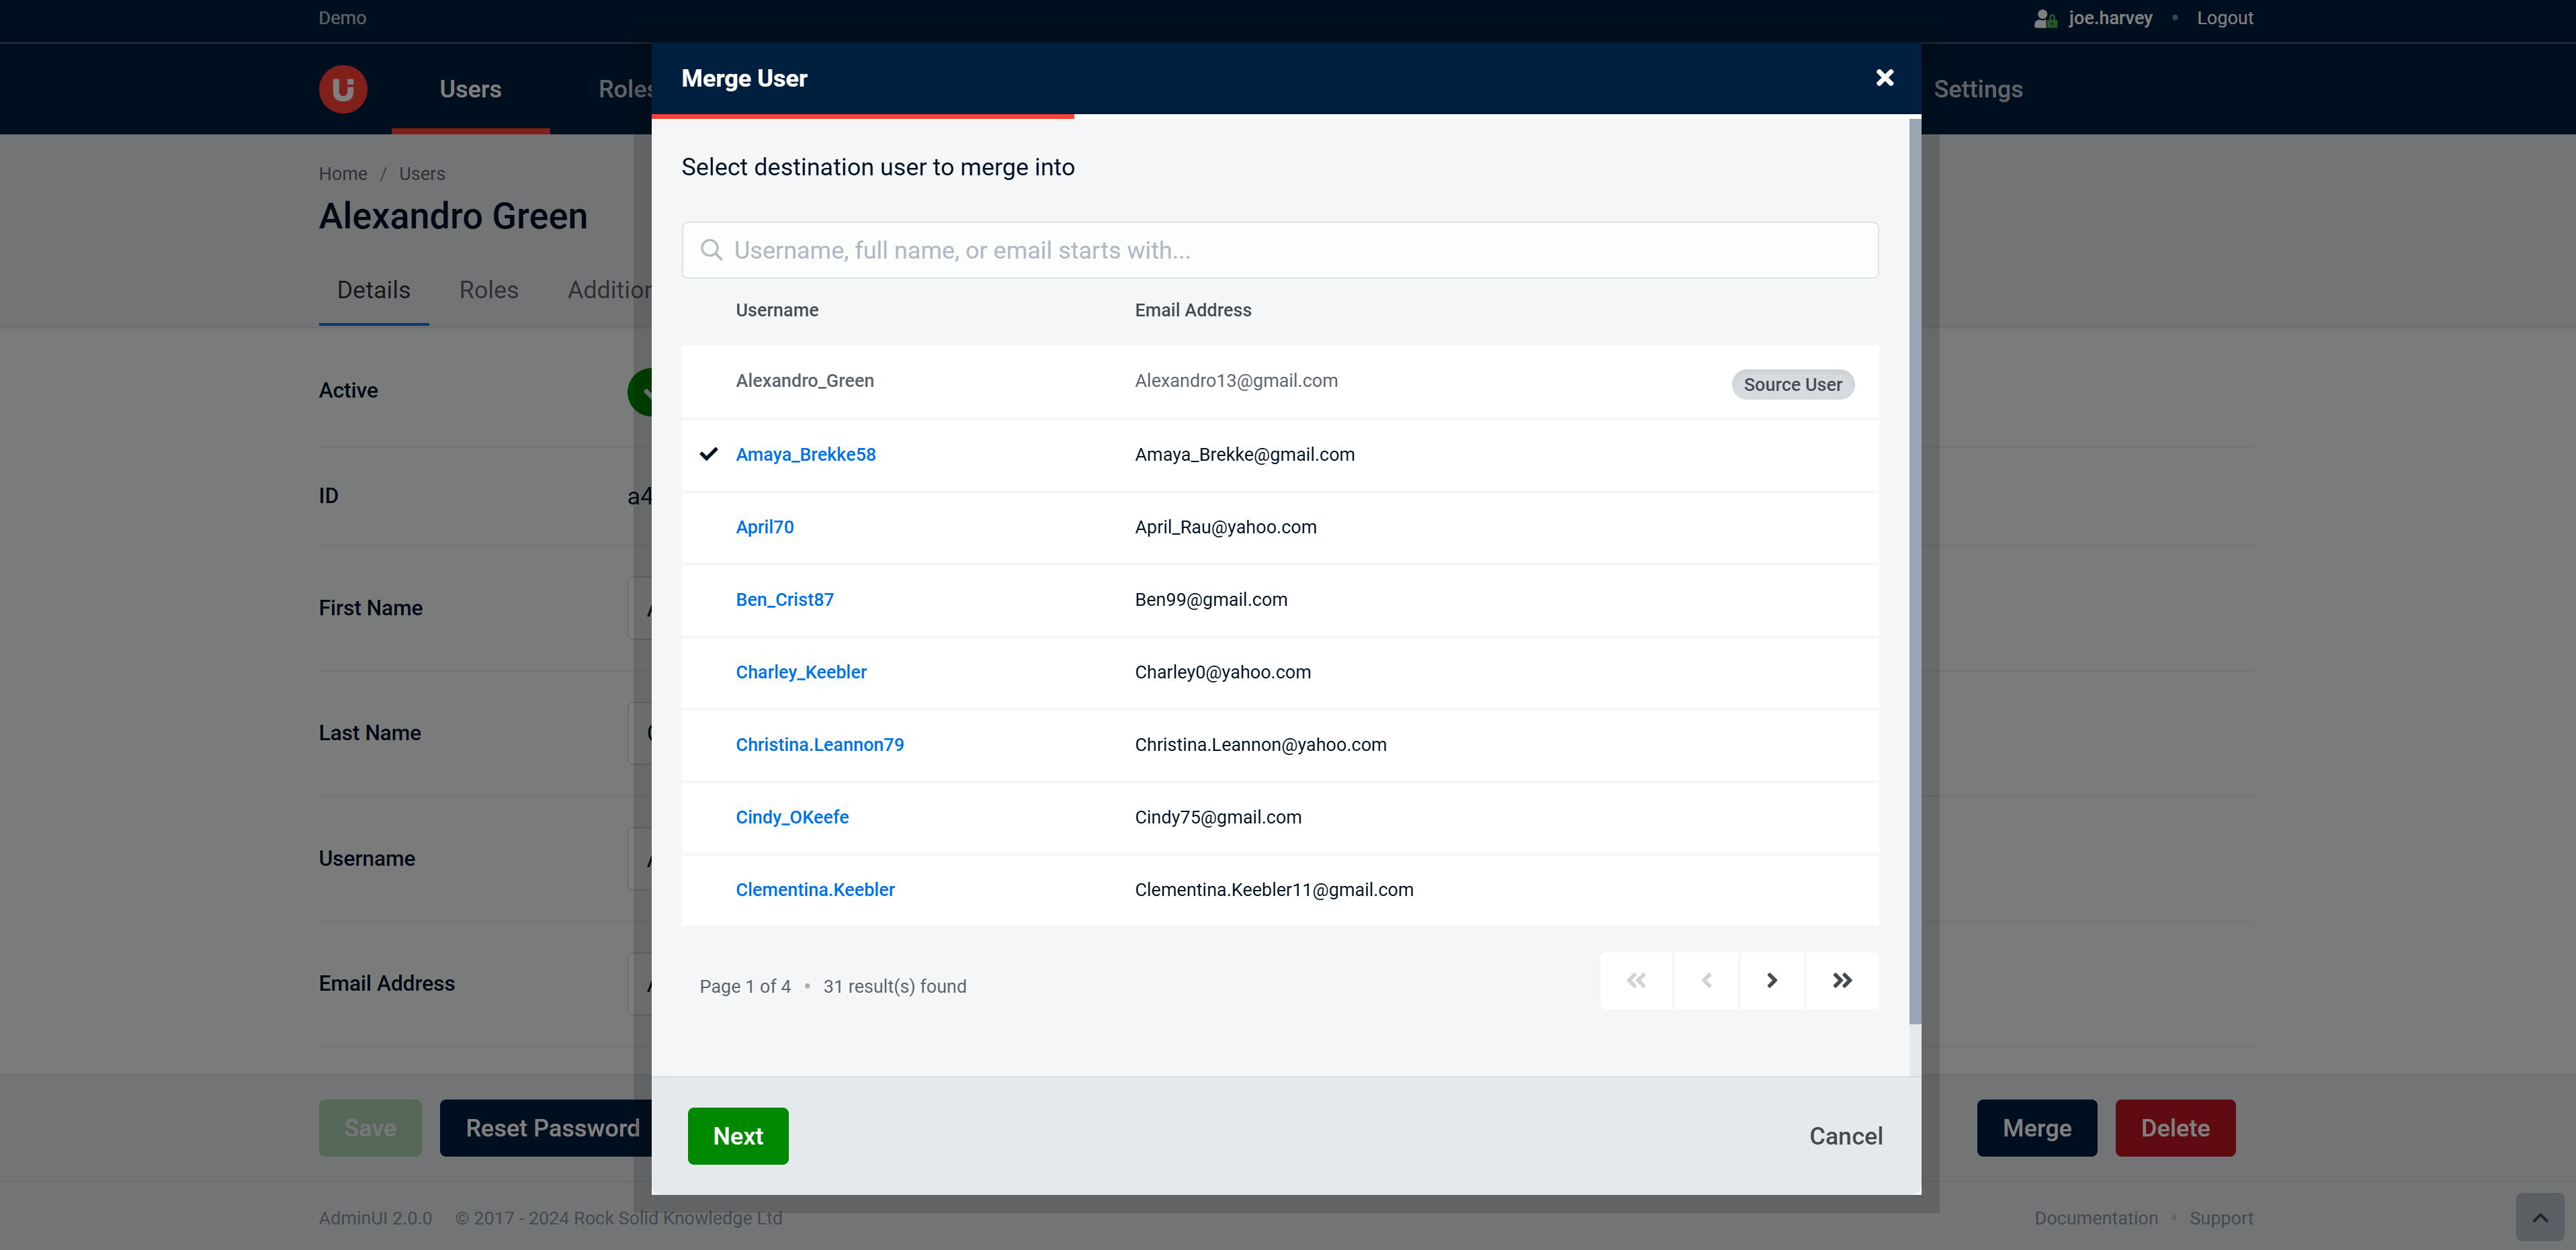 Demo
joe.harvey • Logout
Users
Roles
Settings
Merge User
Home / Users
Alexandro Green
Details Roles Addition
Active
ID
a4
First Name
Last Name
Username
Email Address
Select destination user to merge into
Username, full name, or email starts with...
Username Email Address
Alexandro_Green Alexandro13@gmail.com Source User
Amaya_Brekke58 Amaya_Brekke@gmail.com
April70 April_Rau@yahoo.com
Ben_Crist87 Ben99@gmail.com
Charley_Keebler Charley0@yahoo.com
Christina.Leannon79 Christina.Leannon@yahoo.com
Cindy_OKeefe Cindy75@gmail.com
Clementina.Keebler Clementina.Keebler11@gmail.com
Page 1 of 4 • 31 result(s) found
Next Cancel
Save Reset Password Merge Delete
AdminUI 2.0.0 © 2017 - 2024 Rock Solid Knowledge Ltd Documentation • Support